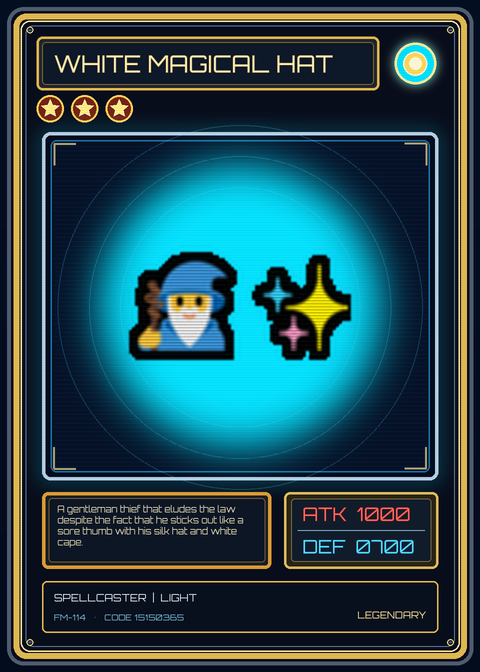 WHITE MAGICAL HAT
A gentleman thief that eludes the law
despite the fact that he sticks out like a
sore thumb with his silk hat and white
cape.
ATK 1000
DEF 0700
SPELLCASTER | LIGHT
FM-114 · CODE 15150365
LEGENDARY